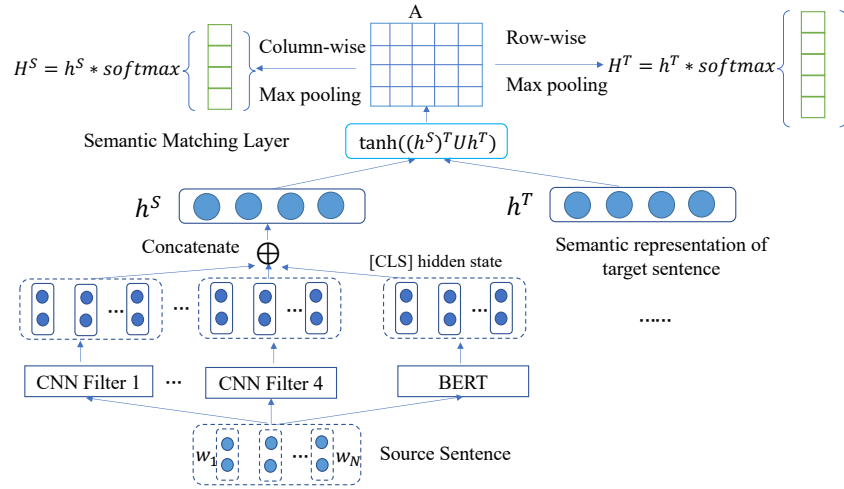 A
Column-wise
Row-wise
H^S = h^S * softmax
H^T = h^T * softmax
Max pooling
Max pooling
Semantic Matching Layer
tanh((h^S)^T Uh^T)
h^S
h^T
Concatenate
Semantic representation of
target sentence
[CLS] hidden state
...
...
...
...
......
CNN Filter 1
...
CNN Filter 4
BERT
w_1
...
w_N
Source Sentence